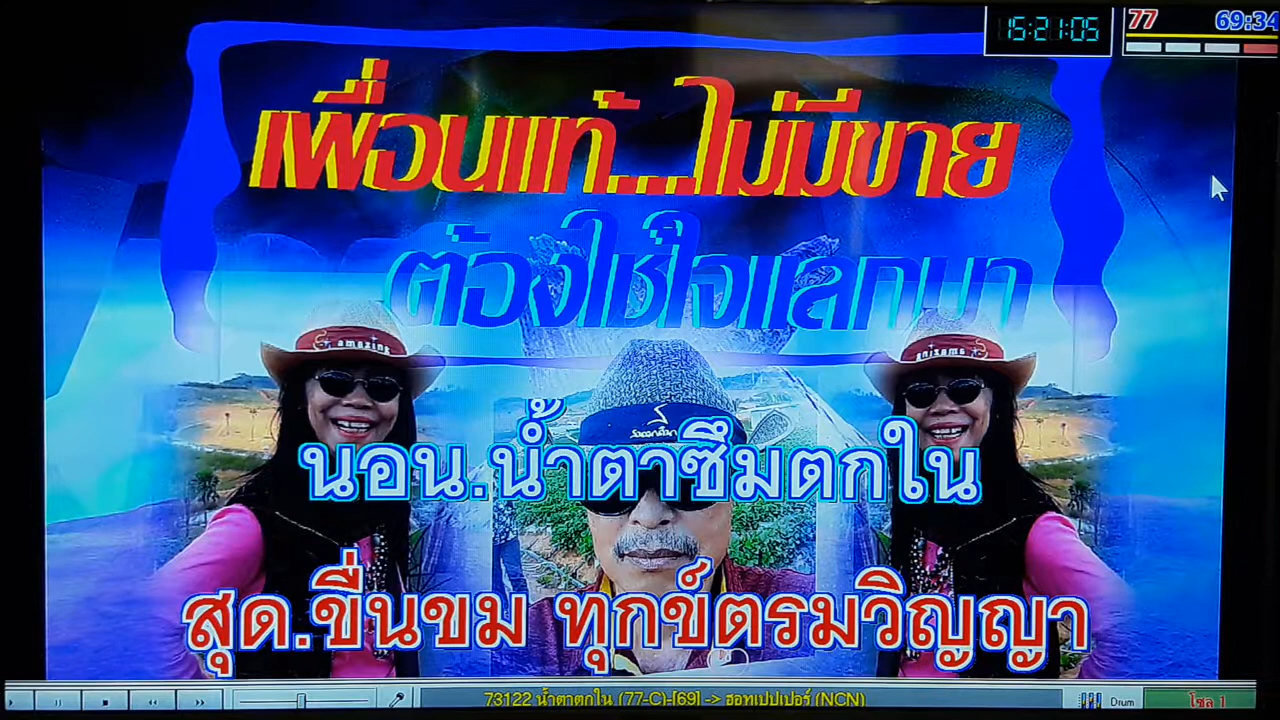 15:21:05
77 69:34
เพื่อนแท้....ไม่มีขาย
ต้องใช้ใจแลกมา
amazing
นอน.น้ำตาซึมตกใน
สุด.ขื่นขม ทุกข์ตรมวิญญา
73122 น้ำตาตกใน (77-C)-[69] -> ฮอทเปปเปอร์ (NCN)
Drum
โซล 1